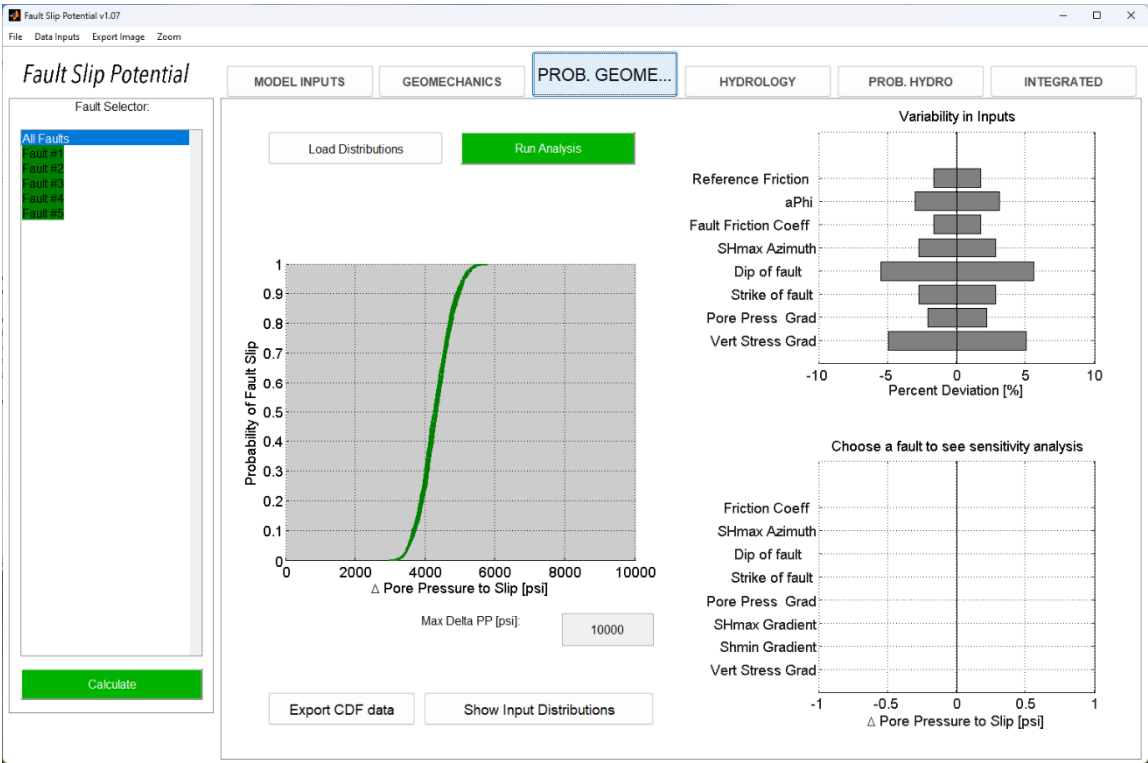 Fault Slip Potential v1.07
File Data Inputs Export Image Zoom
Fault Slip Potential
MODEL INPUTS GEOMECHANICS PROB. GEOME... HYDROLOGY PROB. HYDRO INTEGRATED
Fault Selector:
All Faults
Fault #1
Fault #2
Fault #3
Fault #4
Fault #5
Calculate
Load Distributions Run Analysis
Probability of Fault Slip
1
0.9
0.8
0.7
0.6
0.5
0.4
0.3
0.2
0.1
0
0 2000 4000 6000 8000 10000
Δ Pore Pressure to Slip [psi]
Max Delta PP [psi]: 10000
Export CDF data Show Input Distributions
Variability in Inputs
Reference Friction
aPhi
Fault Friction Coeff
SHmax Azimuth
Dip of fault
Strike of fault
Pore Press Grad
Vert Stress Grad
-10 -5 0 5 10
Percent Deviation [%]
Choose a fault to see sensitivity analysis
Friction Coeff
SHmax Azimuth
Dip of fault
Strike of fault
Pore Press Grad
SHmax Gradient
Shmin Gradient
Vert Stress Grad
-1 -0.5 0 0.5 1
Δ Pore Pressure to Slip [psi]